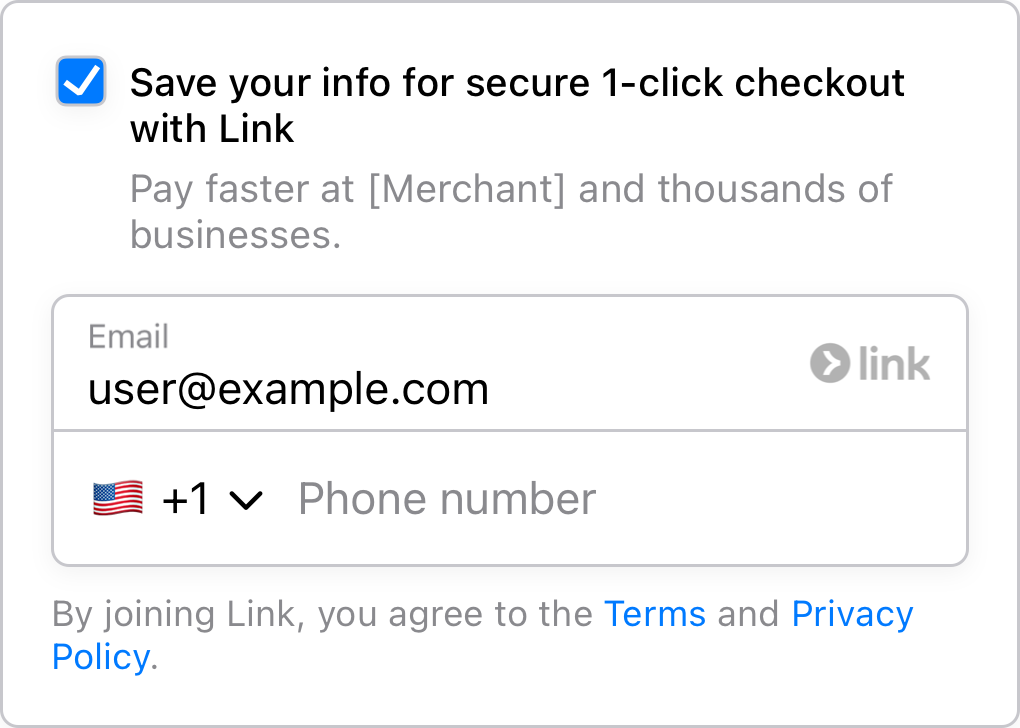 Save your info for secure 1-click checkout
with Link
Pay faster at [Merchant] and thousands of
businesses.
Email
user@example.com
link
+1
Phone number
By joining Link, you agree to the Terms and Privacy
Policy.